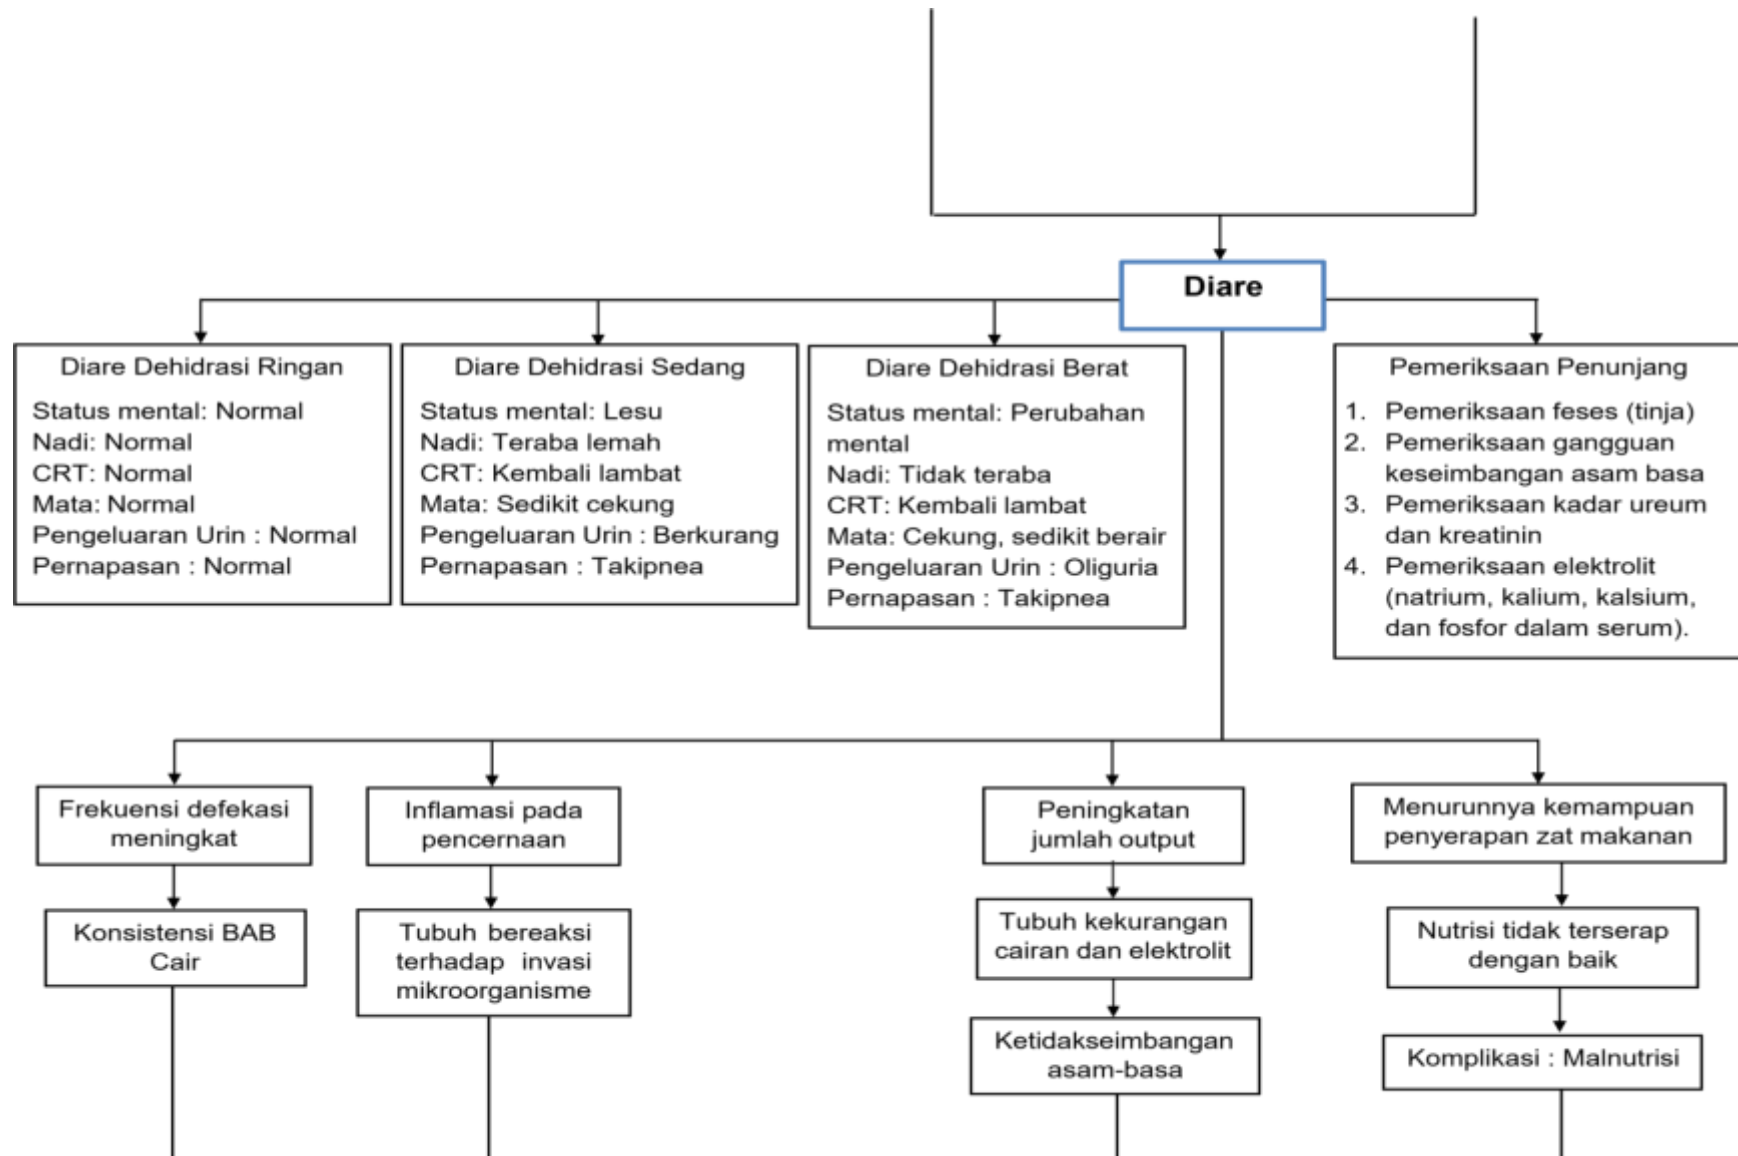 Diare
Diare Dehidrasi Ringan
Status mental: Normal
Nadi: Normal
CRT: Normal
Mata: Normal
Pengeluaran Urin : Normal
Pernapasan : Normal
Diare Dehidrasi Sedang
Status mental: Lesu
Nadi: Teraba lemah
CRT: Kembali lambat
Mata: Sedikit cekung
Pengeluaran Urin : Berkurang
Pernapasan : Takipnea
Diare Dehidrasi Berat
Status mental: Perubahan
mental
Nadi: Tidak teraba
CRT: Kembali lambat
Mata: Cekung, sedikit berair
Pengeluaran Urin : Oliguria
Pernapasan : Takipnea
Pemeriksaan Penunjang
1. Pemeriksaan feses (tinja)
2. Pemeriksaan gangguan
keseimbangan asam basa
3. Pemeriksaan kadar ureum
dan kreatinin
4. Pemeriksaan elektrolit
(natrium, kalium, kalsium,
dan fosfor dalam serum).
Frekuensi defekasi
meningkat
Konsistensi BAB
Cair
Inflamasi pada
pencernaan
Tubuh bereaksi
terhadap invasi
mikroorganisme
Peningkatan
jumlah output
Tubuh kekurangan
cairan dan elektrolit
Ketidakseimbangan
asam-basa
Menurunnya kemampuan
penyerapan zat makanan
Nutrisi tidak terserap
dengan baik
Komplikasi : Malnutrisi